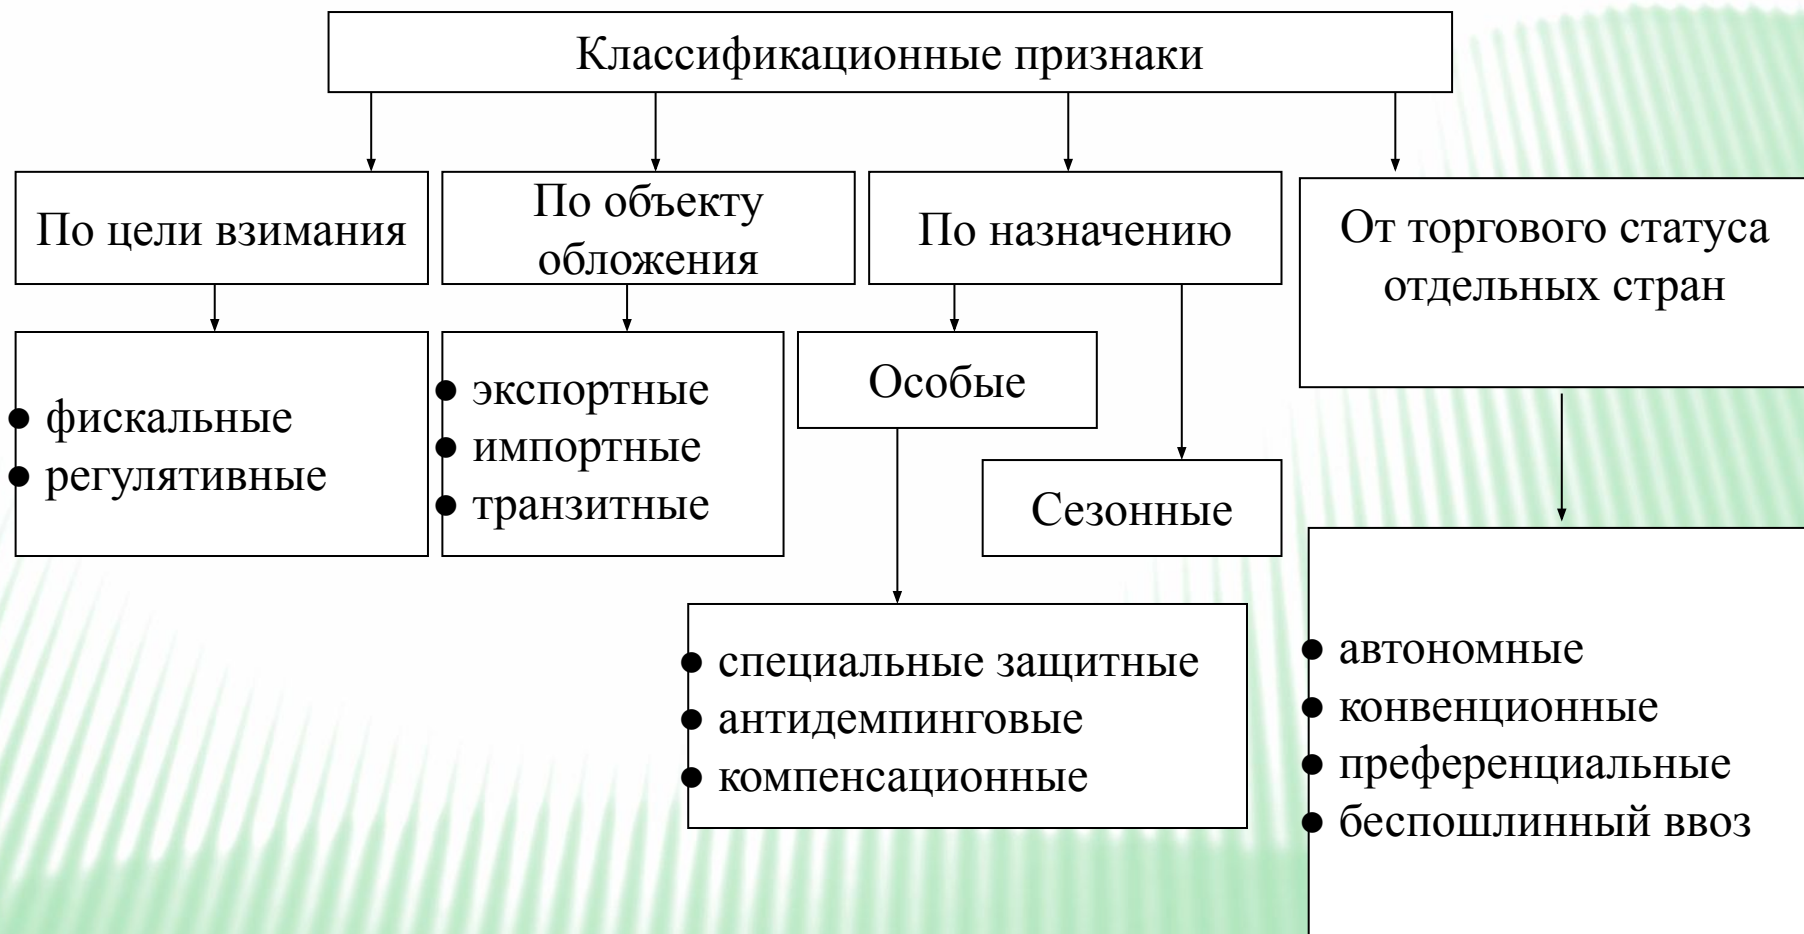 Классификационные признаки
По цели взимания
По объекту
обложения
По назначению
От торгового статуса
отдельных стран
• фискальные
• регулятивные
• экспортные
• импортные
• транзитные
Особые
Сезонные
• специальные защитные
• антидемпинговые
• компенсационные
• автономные
• конвенционные
• преференциальные
• беспошлинный ввоз